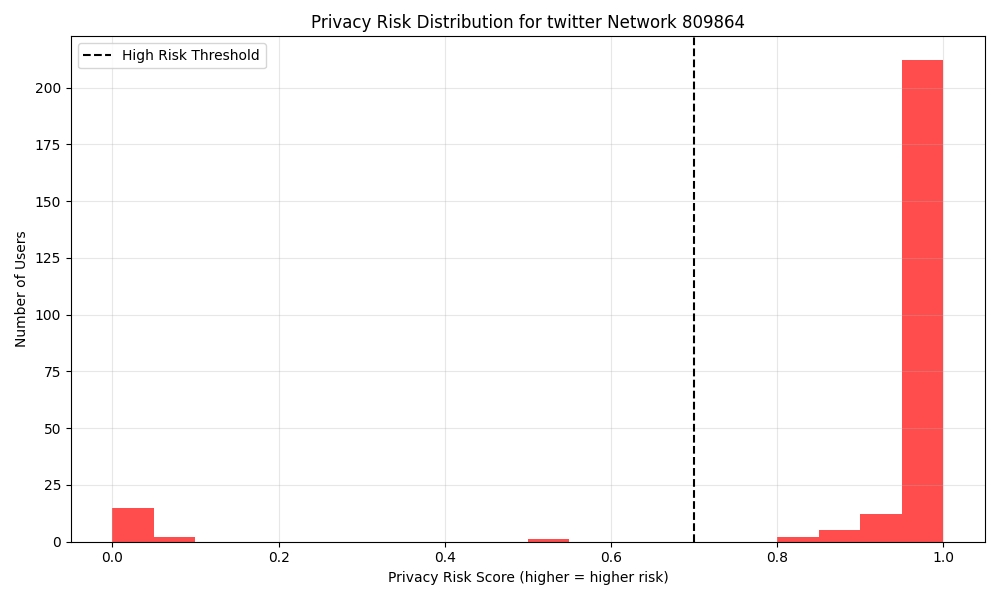 Privacy Risk Distribution for twitter Network 809864
High Risk Threshold
Number of Users
200
175
150
125
100
75
50
25
0
0.0 0.2 0.4 0.6 0.8 1.0
Privacy Risk Score (higher = higher risk)